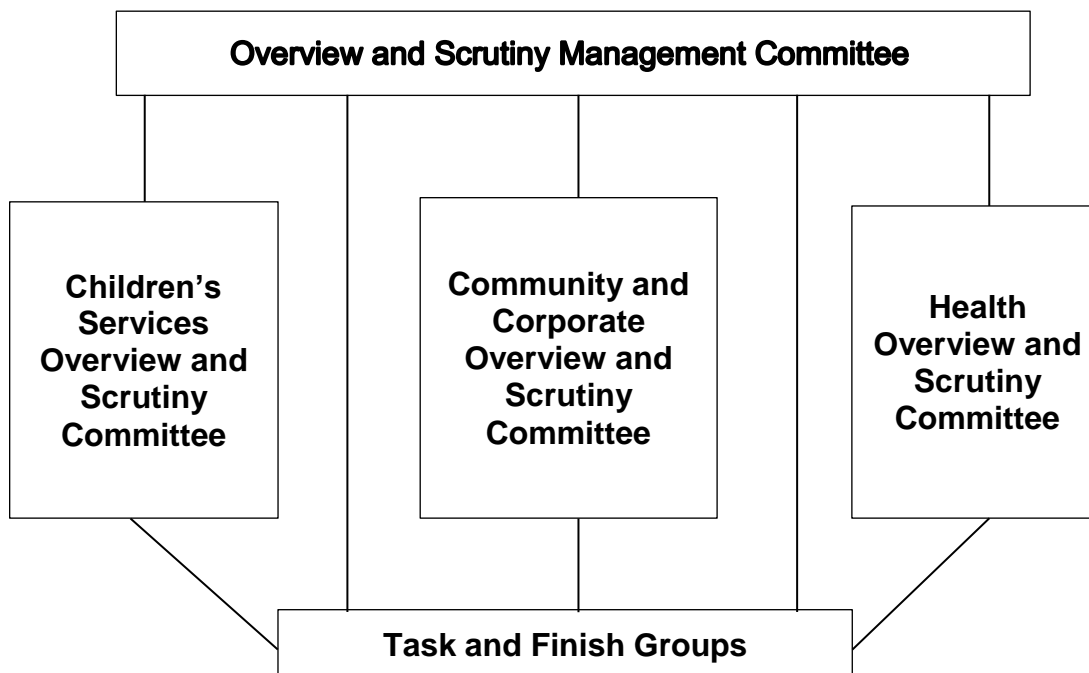 Overview and Scrutiny Management Committee
Children’s
Services
Overview and
Scrutiny
Committee
Community and
Corporate
Overview and
Scrutiny
Committee
Health
Overview and
Scrutiny
Committee
Task and Finish Groups